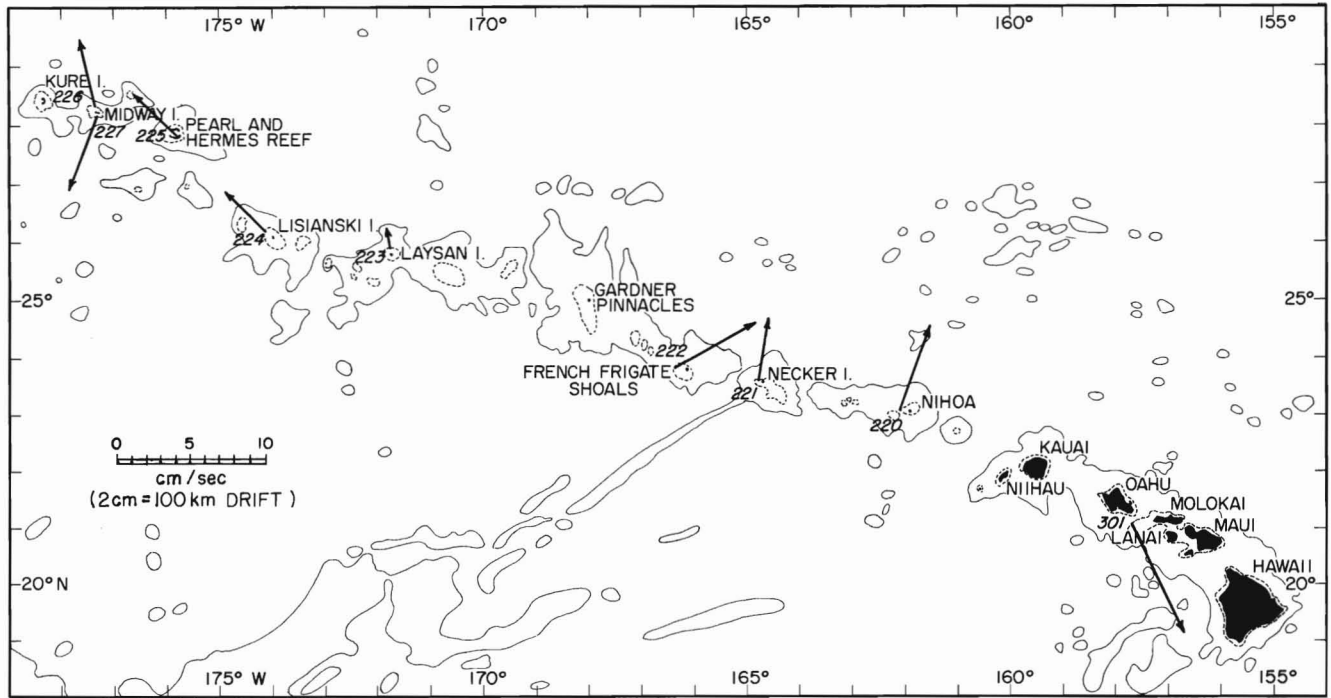 175° W
170°
165°
160°
155°
KURE I.
226
MIDWAY I.
227
225
PEARL AND
HERMES REEF
LISIANSKI I.
224
223
LAYSAN I.
25°
GARDNER
PINNACLES
25°
222
FRENCH FRIGATE
SHOALS
NECKER I.
221
NIHOA
220
0 5 10
cm/sec
(2cm = 100 km DRIFT)
KAUAI
NIIHAU
OAHU
MOLOKAI
301
MAUI
LANAI
HAWAII
20° N
20°
175° W
170°
165°
160°
155°